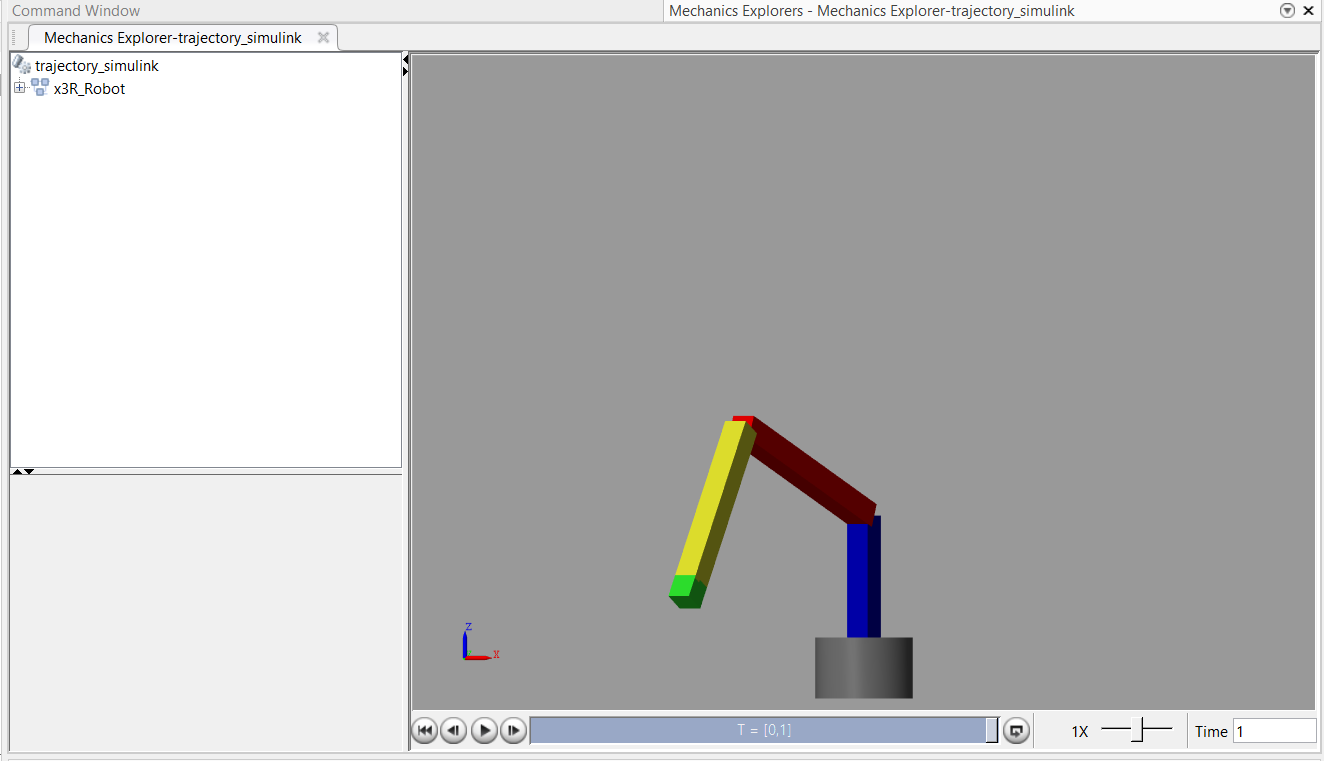 Command Window
Mechanics Explorers - Mechanics Explorer-trajectory_simulink
Mechanics Explorer-trajectory_simulink
trajectory_simulink
x3R_Robot
z
x
T = [0,1]
1X
Time 1